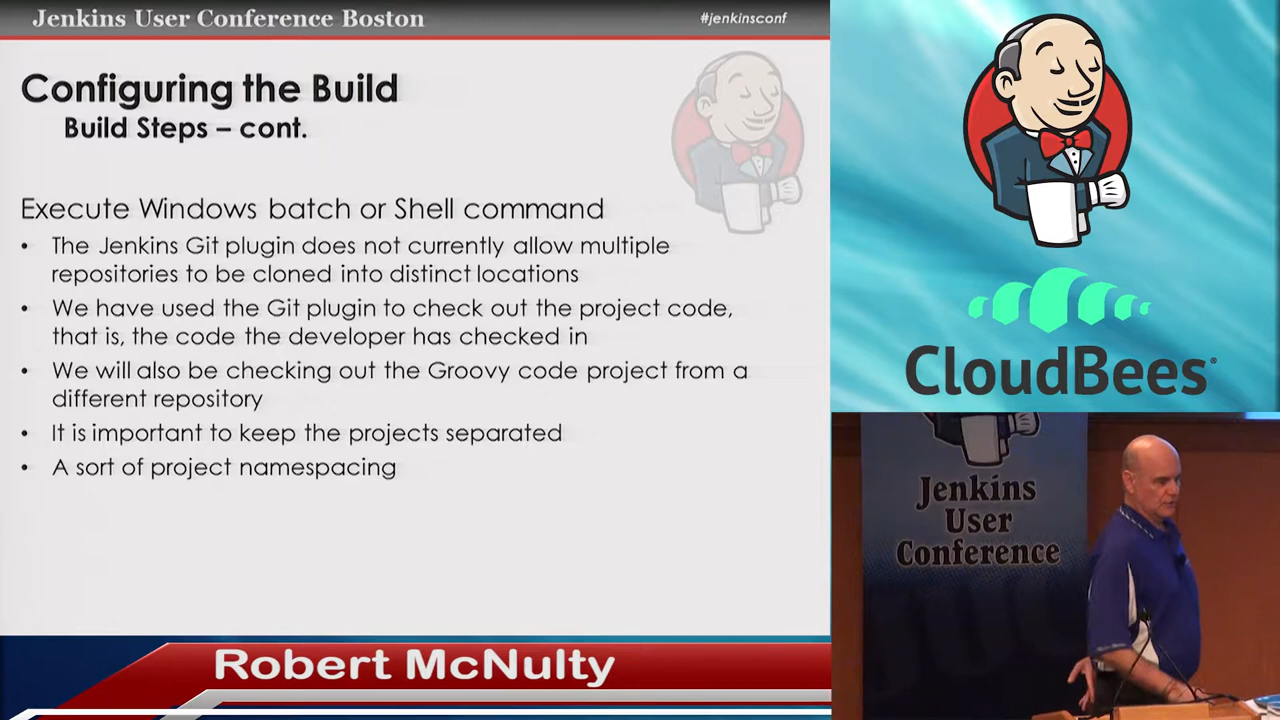 Jenkins User Conference Boston
#jenkinsconf
Configuring the Build
Build Steps – cont.
Execute Windows batch or Shell command
• The Jenkins Git plugin does not currently allow multiple
repositories to be cloned into distinct locations
• We have used the Git plugin to check out the project code,
that is, the code the developer has checked in
• We will also be checking out the Groovy code project from a
different repository
• It is important to keep the projects separated
• A sort of project namespacing
Robert McNulty
CloudBees®
Jenkins
User
Conference